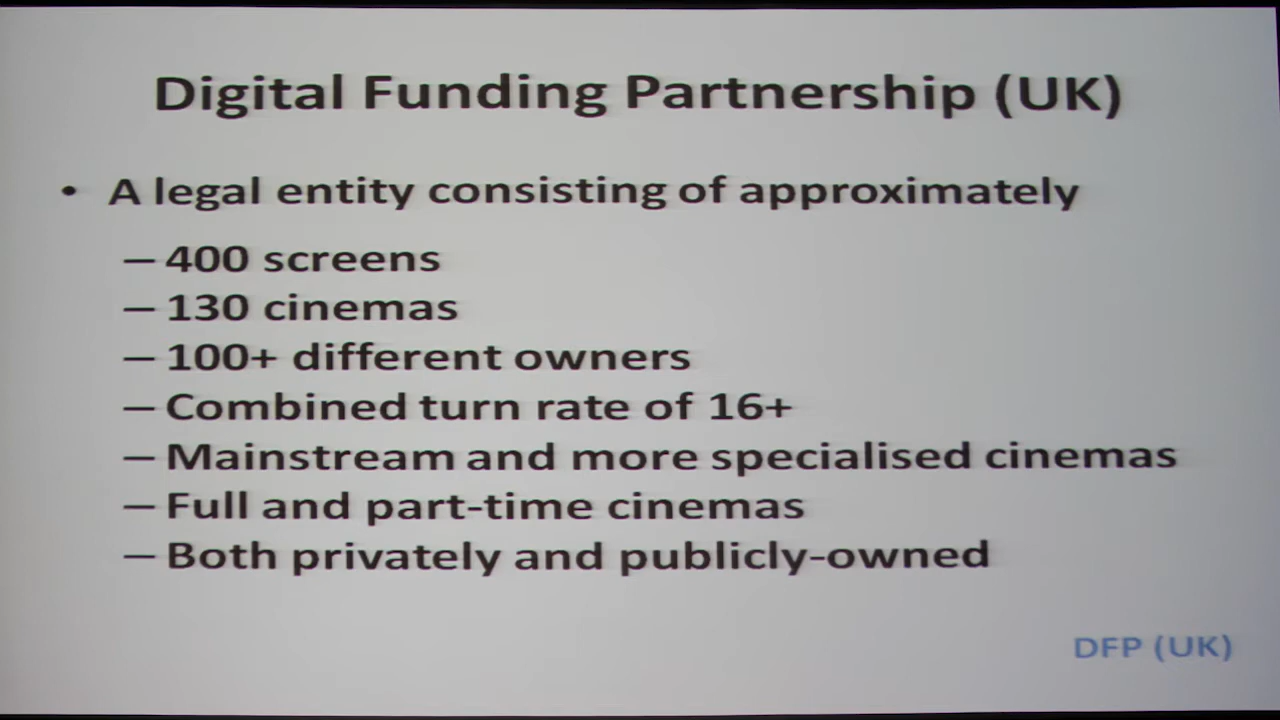 Digital Funding Partnership (UK)
• A legal entity consisting of approximately
– 400 screens
– 130 cinemas
– 100+ different owners
– Combined turn rate of 16+
– Mainstream and more specialised cinemas
– Full and part-time cinemas
– Both privately and publicly-owned
DFP (UK)